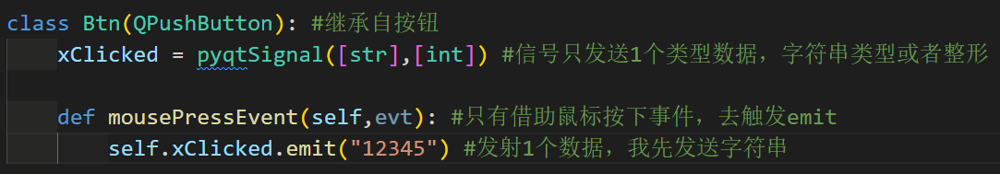 class Btn(QPushButton): #继承自按钮
xClicked = pyqtSignal([str],[int]) #信号只发送1个类型数据，字符串类型或者整形
def mousePressEvent(self,evt): #只有借助鼠标按下事件，去触发emit
self.xClicked.emit("12345") #发射1个数据，我先发送字符串